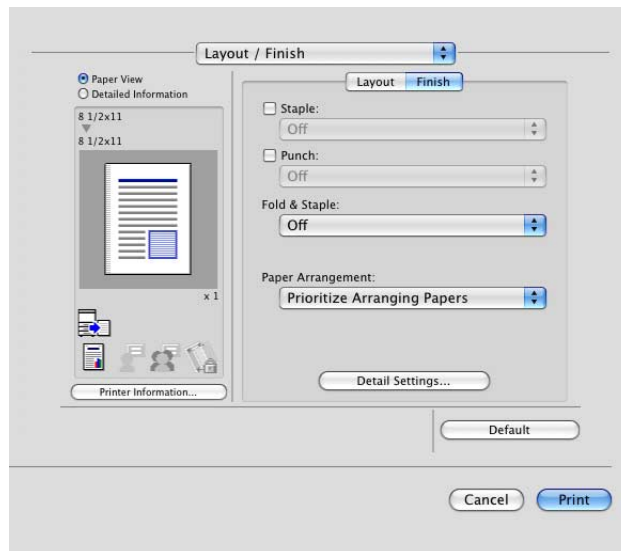 Layout / Finish
Paper View
Detailed Information
8 1/2x11
8 1/2x11
x 1
Printer Information...
Layout Finish
Staple:
Off
Punch:
Off
Fold & Staple:
Off
Paper Arrangement:
Prioritize Arranging Papers
Detail Settings...
Default
Cancel Print